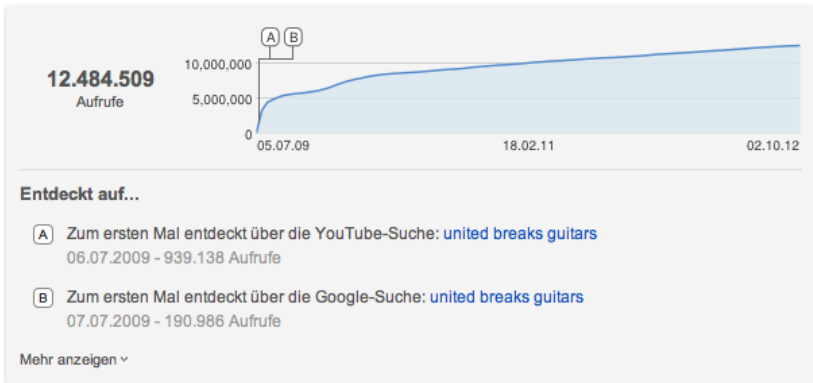 A B
12.484.509
Aufrufe
10,000,000
5,000,000
0
05.07.09 18.02.11 02.10.12
Entdeckt auf...
A Zum ersten Mal entdeckt über die YouTube-Suche: united breaks guitars
06.07.2009 - 939.138 Aufrufe
B Zum ersten Mal entdeckt über die Google-Suche: united breaks guitars
07.07.2009 - 190.986 Aufrufe
Mehr anzeigen